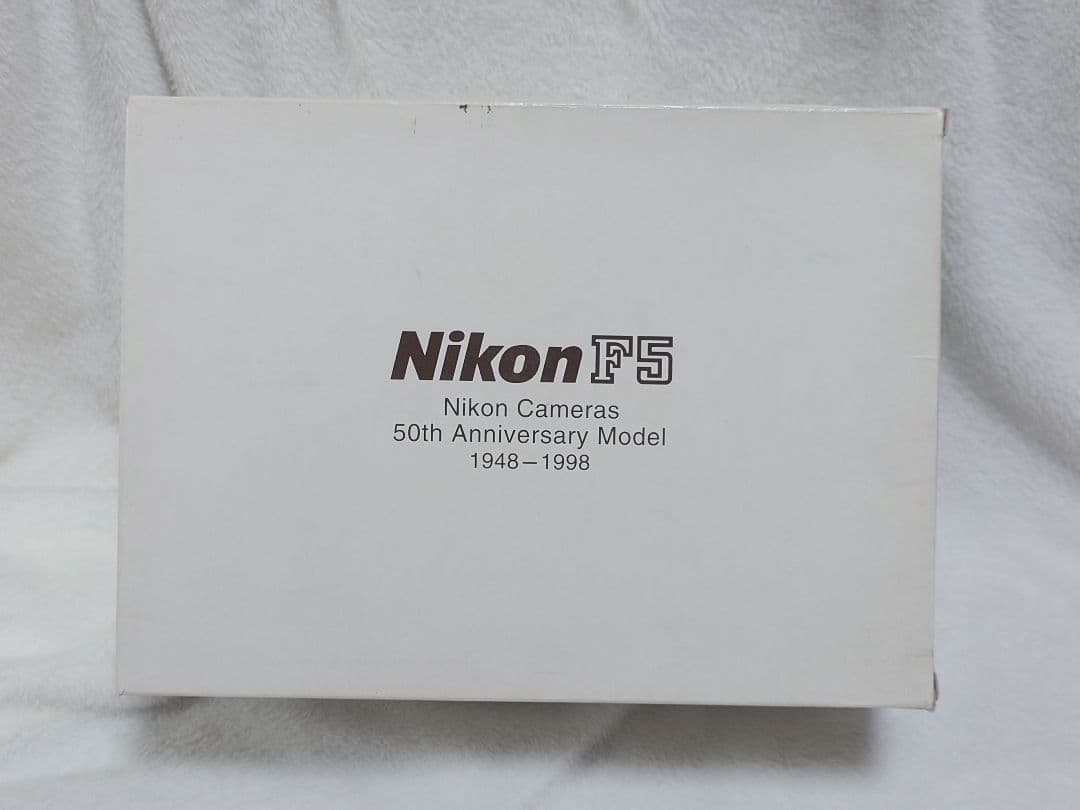 Nikon F5
Nikon Cameras
50th Anniversary Model
1948–1998